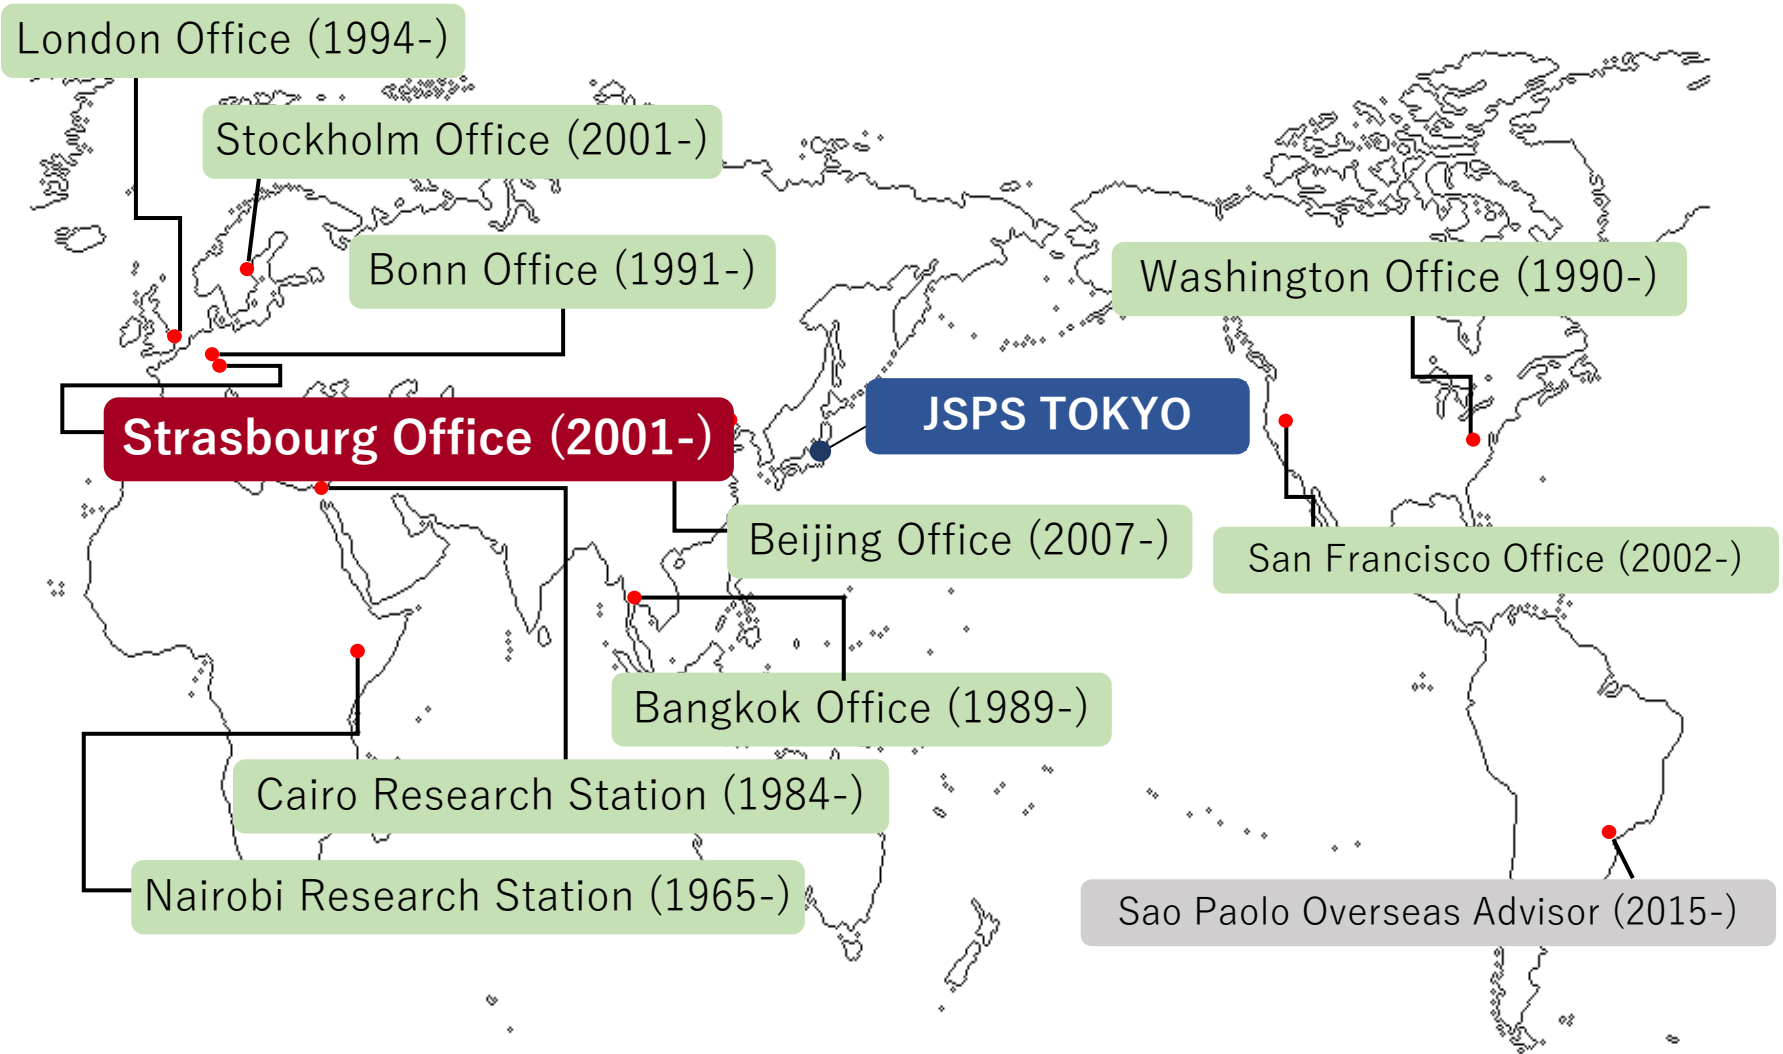 London Office (1994-)
Stockholm Office (2001-)
Bonn Office (1991-)
Washington Office (1990-)
JSPS TOKYO
Strasbourg Office (2001-)
Beijing Office (2007-)
San Francisco Office (2002-)
Bangkok Office (1989-)
Cairo Research Station (1984-)
Nairobi Research Station (1965-)
Sao Paolo Overseas Advisor (2015-)